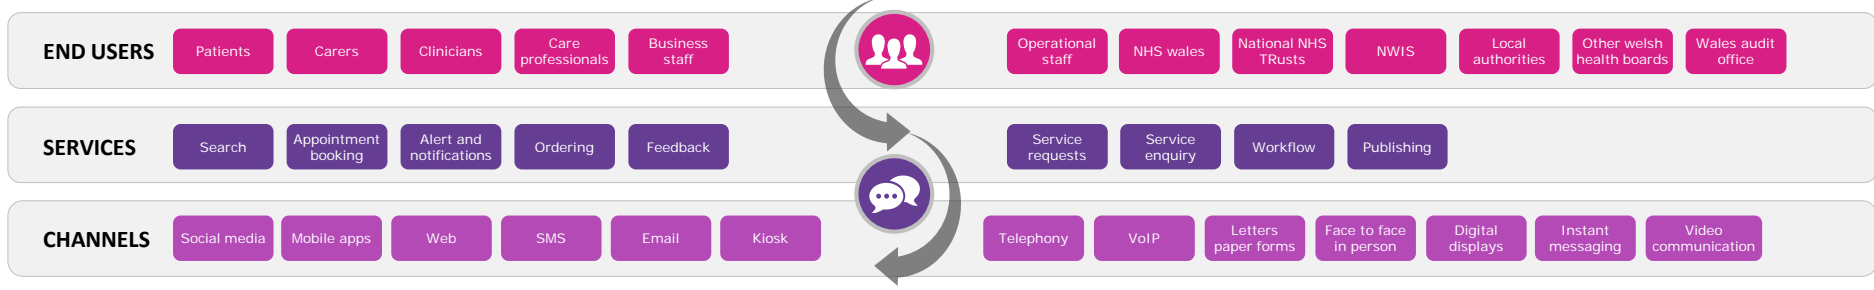 END USERS
Patients
Carers
Clinicians
Care
professionals
Business
staff
Operational
staff
NHS wales
National NHS
TRusts
NWIS
Local
authorities
Other welsh
health boards
Wales audit
office
SERVICES
Search
Appointment
booking
Alert and
notifications
Ordering
Feedback
Service
requests
Service
enquiry
Workflow
Publishing
CHANNELS
Social media
Mobile apps
Web
SMS
Email
Kiosk
Telephony
VoIP
Letters
paper forms
Face to face
in person
Digital
displays
Instant
messaging
Video
communication